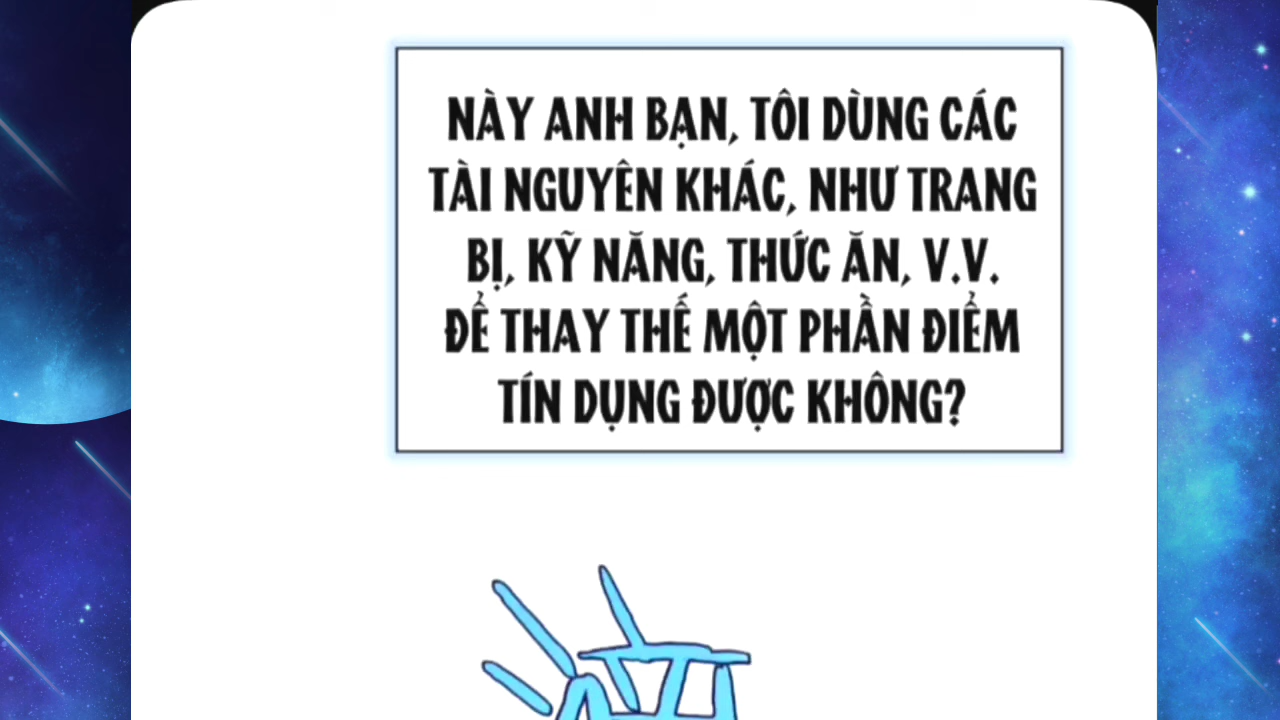 NÀY ANH BẠN, TÔI DÙNG CÁC
TÀI NGUYÊN KHÁC, NHƯ TRANG
BỊ, KỸ NĂNG, THỨC ĂN, V.V.
ĐỂ THAY THẾ MỘT PHẦN ĐIỂM
TÍN DỤNG ĐƯỢC KHÔNG?